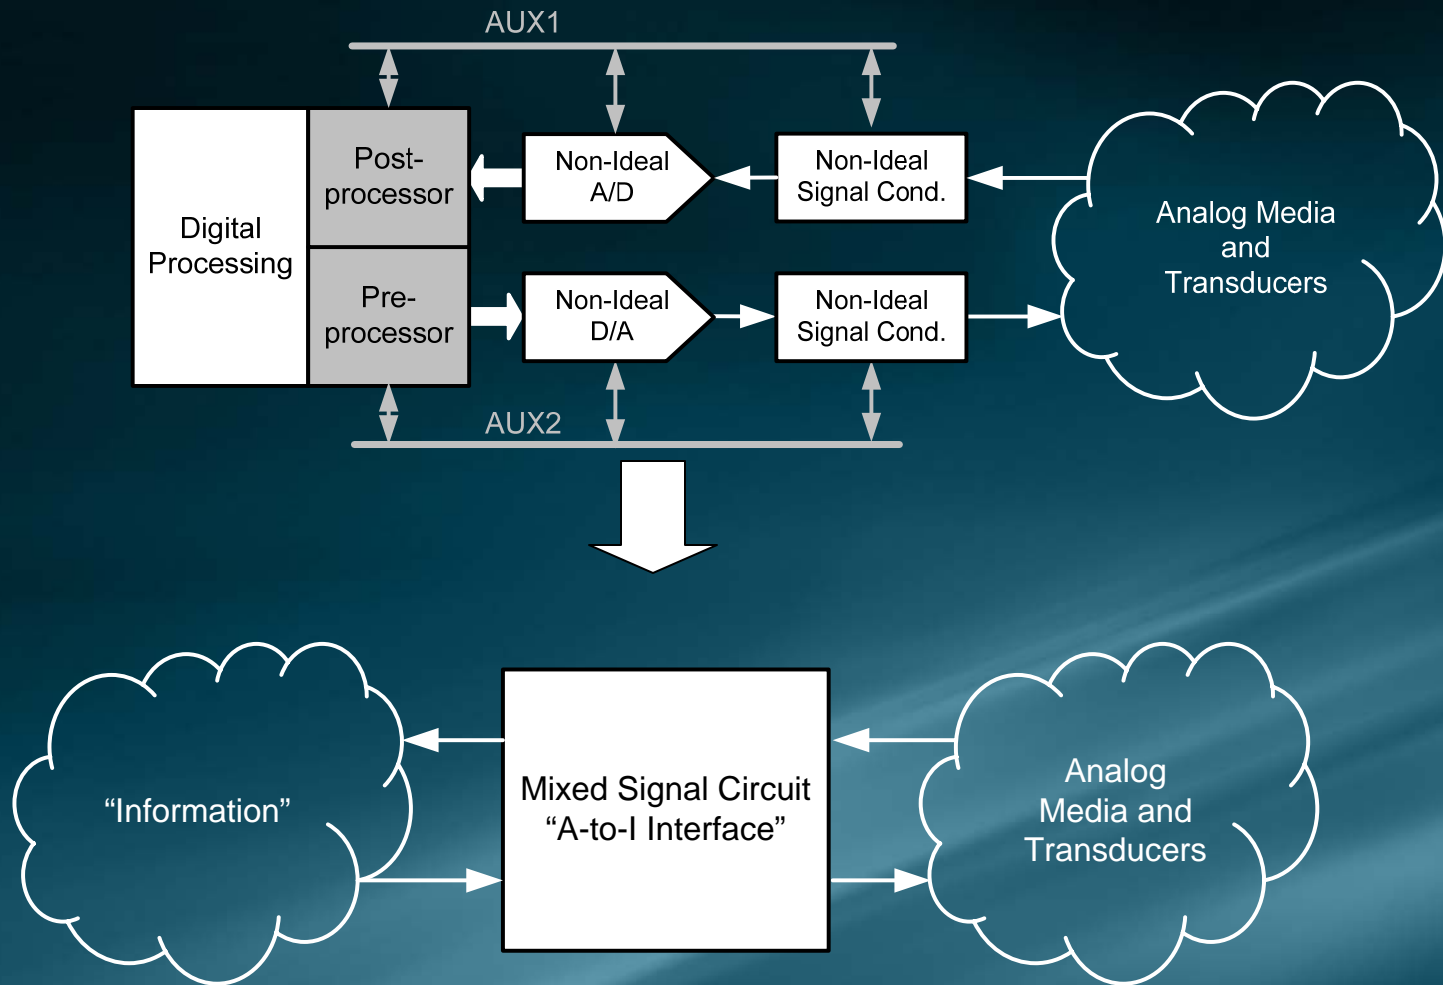 AUX1
Post-
processor
Non-Ideal
A/D
Non-Ideal
Signal Cond.
Digital
Processing
Analog Media
and
Transducers
Pre-
processor
Non-Ideal
D/A
Non-Ideal
Signal Cond.
AUX2
“Information”
Mixed Signal Circuit
“A-to-I Interface”
Analog
Media and
Transducers